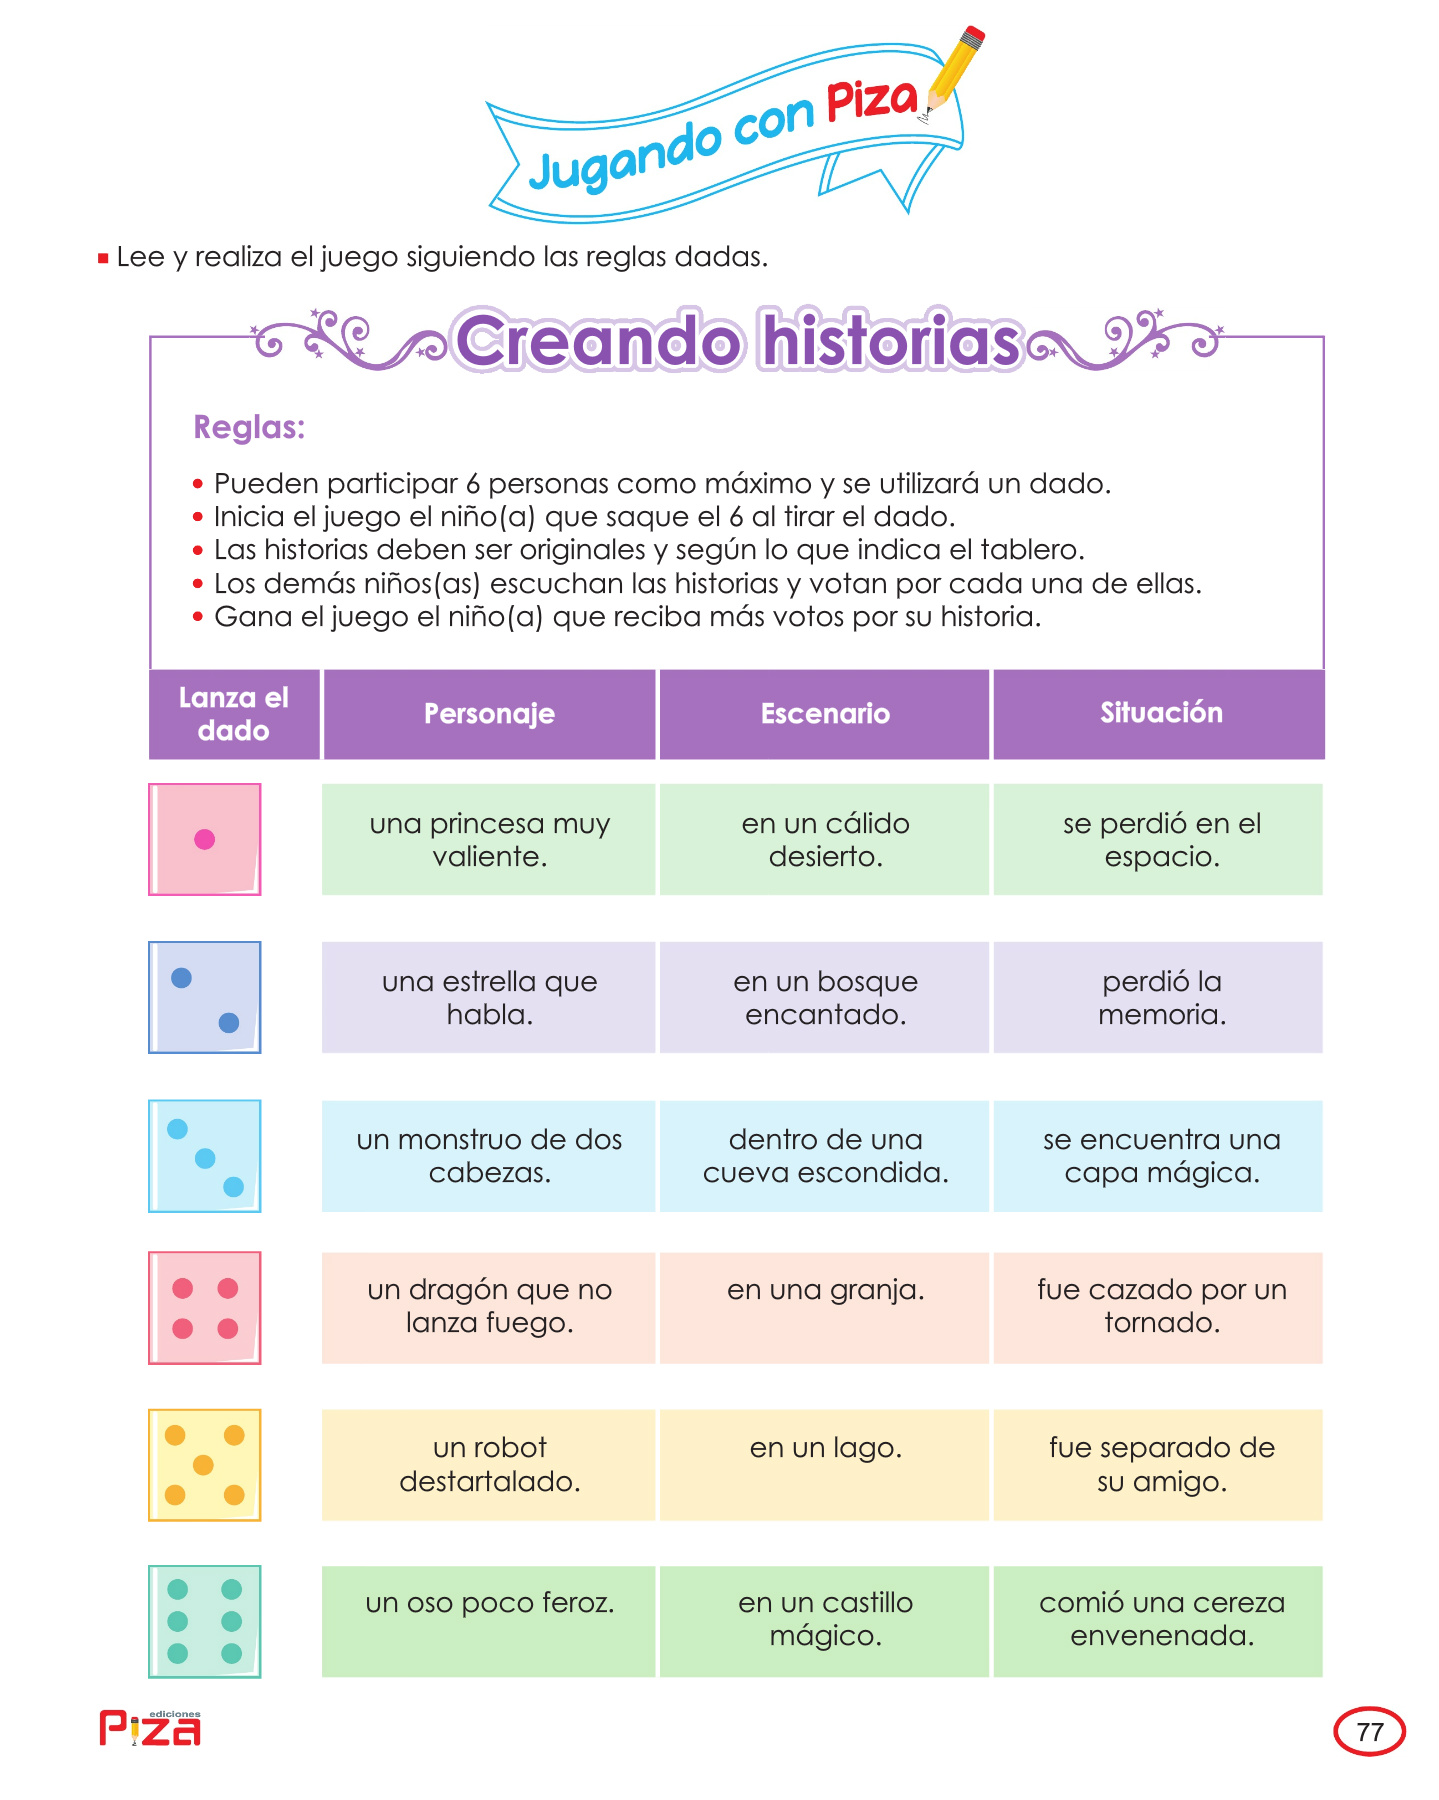 Jugando con Piza
Lee y realiza el juego siguiendo las reglas dadas.
Creando historias
Reglas:
• Pueden participar 6 personas como máximo y se utilizará un dado.
• Inicia el juego el niño(a) que saque el 6 al tirar el dado.
• Las historias deben ser originales y según lo que indica el tablero.
• Los demás niños(as) escuchan las historias y votan por cada una de ellas.
• Gana el juego el niño(a) que reciba más votos por su historia.
Lanza el
dado
Personaje
Escenario
Situación
una princesa muy
valiente.
en un cálido
desierto.
se perdió en el
espacio.
una estrella que
habla.
en un bosque
encantado.
perdió la
memoria.
un monstruo de dos
cabezas.
dentro de una
cueva escondida.
se encuentra una
capa mágica.
un dragón que no
lanza fuego.
en una granja.
fue cazado por un
tornado.
un robot
destartalado.
en un lago.
fue separado de
su amigo.
un oso poco feroz.
en un castillo
mágico.
comió una cereza
envenenada.
ediciones
Piza
77